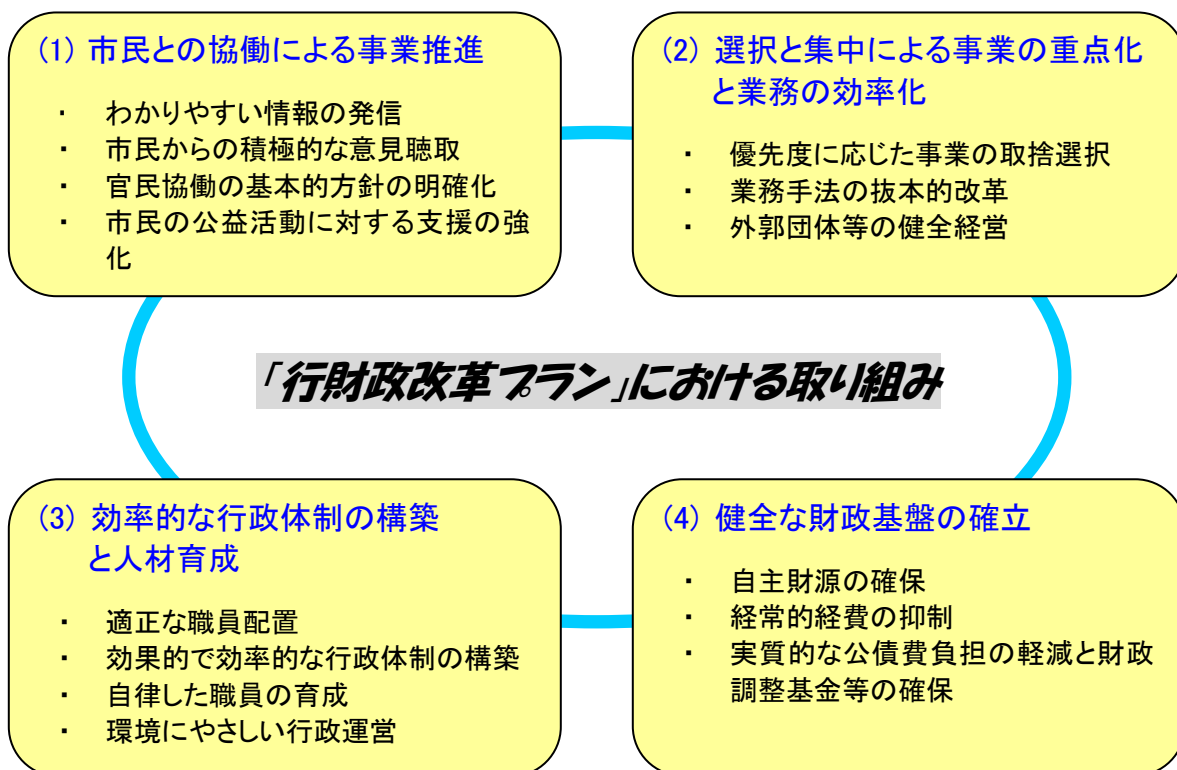 (1) 市民との協働による事業推進
・ わかりやすい情報の発信
・ 市民からの積極的な意見聴取
・ 官民協働の基本的方針の明確化
・ 市民の公益活動に対する支援の強
化
(2) 選択と集中による事業の重点化
と業務の効率化
・ 優先度に応じた事業の取捨選択
・ 業務手法の抜本的改革
・ 外郭団体等の健全経営
「行財政改革プラン」における取り組み
(3) 効率的な行政体制の構築
と人材育成
・ 適正な職員配置
・ 効果的で効率的な行政体制の構築
・ 自律した職員の育成
・ 環境にやさしい行政運営
(4) 健全な財政基盤の確立
・ 自主財源の確保
・ 経常的経費の抑制
・ 実質的な公債費負担の軽減と財政
調整基金等の確保